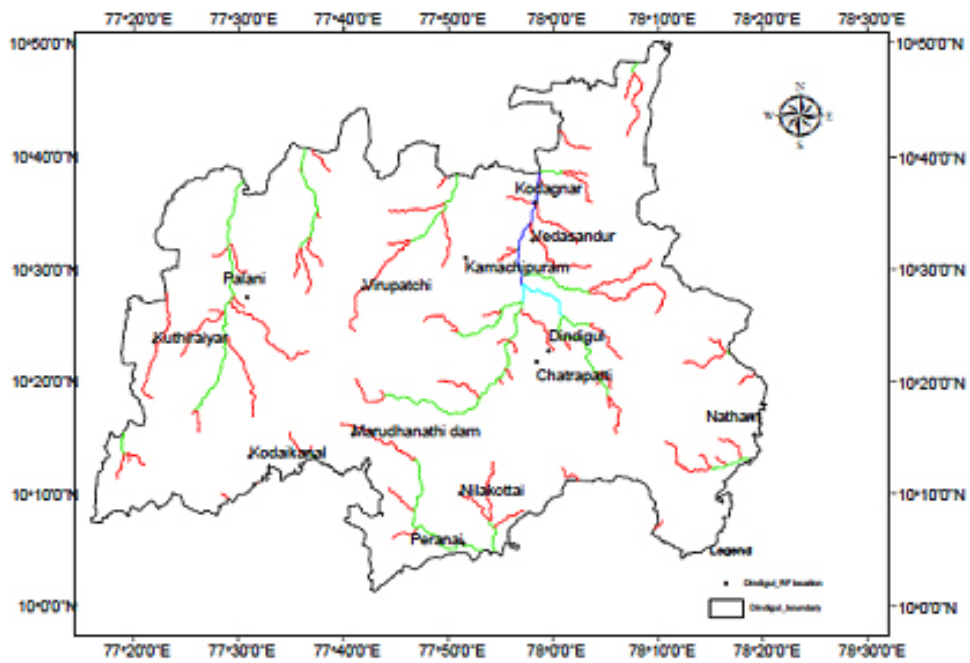 77°20'0"E 77°30'0"E 77°40'0"E 77°50'0"E 78°0'0"E 78°10'0"E 78°20'0"E 78°30'0"E
10°50'0"N 10°50'0"N
N
W E
S
10°40'0"N 10°40'0"N
Kodagnar
Vedasandur
Kamachipuram
10°30'0"N 10°30'0"N
Palani
Virupatchi
Kuthiraiyar
Dindigul
Chatrapatti
10°20'0"N 10°20'0"N
Natham
Marudhanathi dam
Kodaikanal
10°10'0"N 10°10'0"N
Nilakottai
Peranai
Legend
Dindigul_RF location
Dindigul_boundary
10°0'0"N 10°0'0"N
77°20'0"E 77°30'0"E 77°40'0"E 77°50'0"E 78°0'0"E 78°10'0"E 78°20'0"E 78°30'0"E